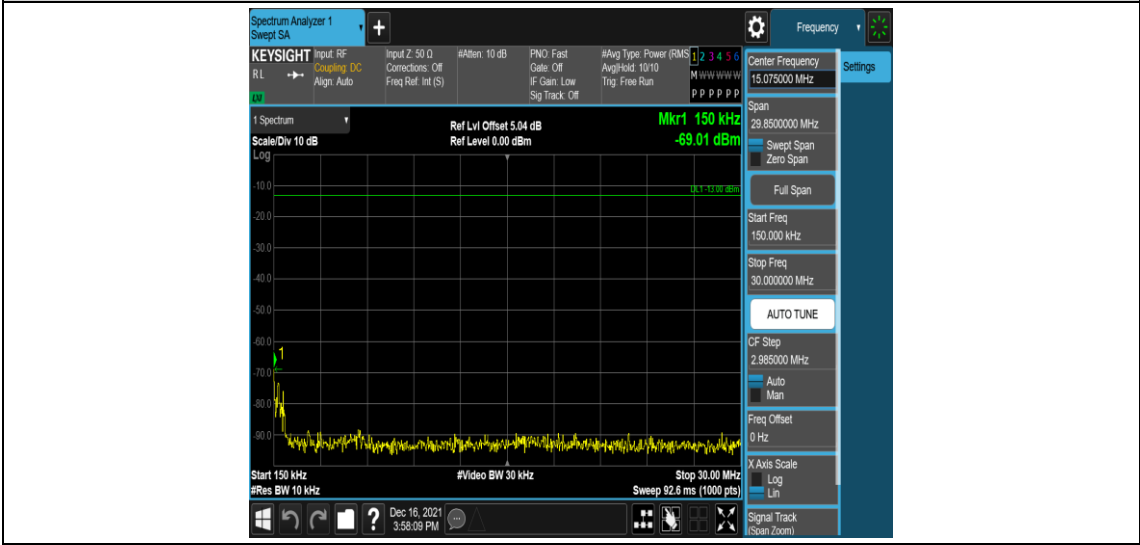 Spectrum Analyzer 1
Swept SA
+
Frequency
KEYSIGHT
RL
LM
Input: RF
Coupling: DC
Align: Auto
Input Z: 50 Ω
Corrections: Off
Freq Ref: Int (S)
#Atten: 10 dB
PNO: Fast
Gate: Off
IF Gain: Low
Sig Track: Off
#Avg Type: Power (RMS
Avg|Hold: 10/10
Trig: Free Run
1 2 3 4 5 6
M W W W W W
P P P P P P
1 Spectrum
Scale/Div 10 dB
Log
Ref Lvl Offset 5.04 dB
Ref Level 0.00 dBm
Mkr1 150 kHz
-69.01 dBm
DL1 -13.00 dBm
-10.0
-20.0
-30.0
-40.0
-50.0
-60.0
1
-70.0
-80.0
-90.0
Start 150 kHz
#Video BW 30 kHz
Stop 30.00 MHz
#Res BW 10 kHz
Sweep 92.6 ms (1000 pts)
?
Dec 16, 2021
3:58:09 PM
Center Frequency
15.075000 MHz
Settings
Span
29.8500000 MHz
Swept Span
Zero Span
Full Span
Start Freq
150.000 kHz
Stop Freq
30.000000 MHz
AUTO TUNE
CF Step
2.985000 MHz
Auto
Man
Freq Offset
0 Hz
X Axis Scale
Log
Lin
Signal Track
(Span Zoom)